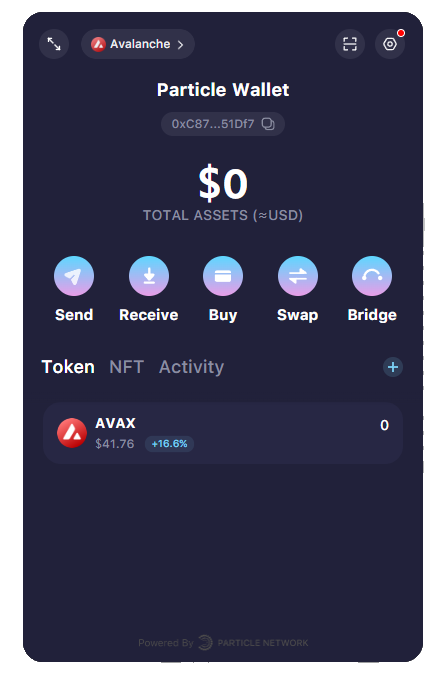 Avalanche
Particle Wallet
0xC87...51Df7
$0
TOTAL ASSETS (≈USD)
Send Receive Buy Swap Bridge
Token NFT Activity
AVAX 0
$41.76 +16.6%
Powered By PARTICLE NETWORK